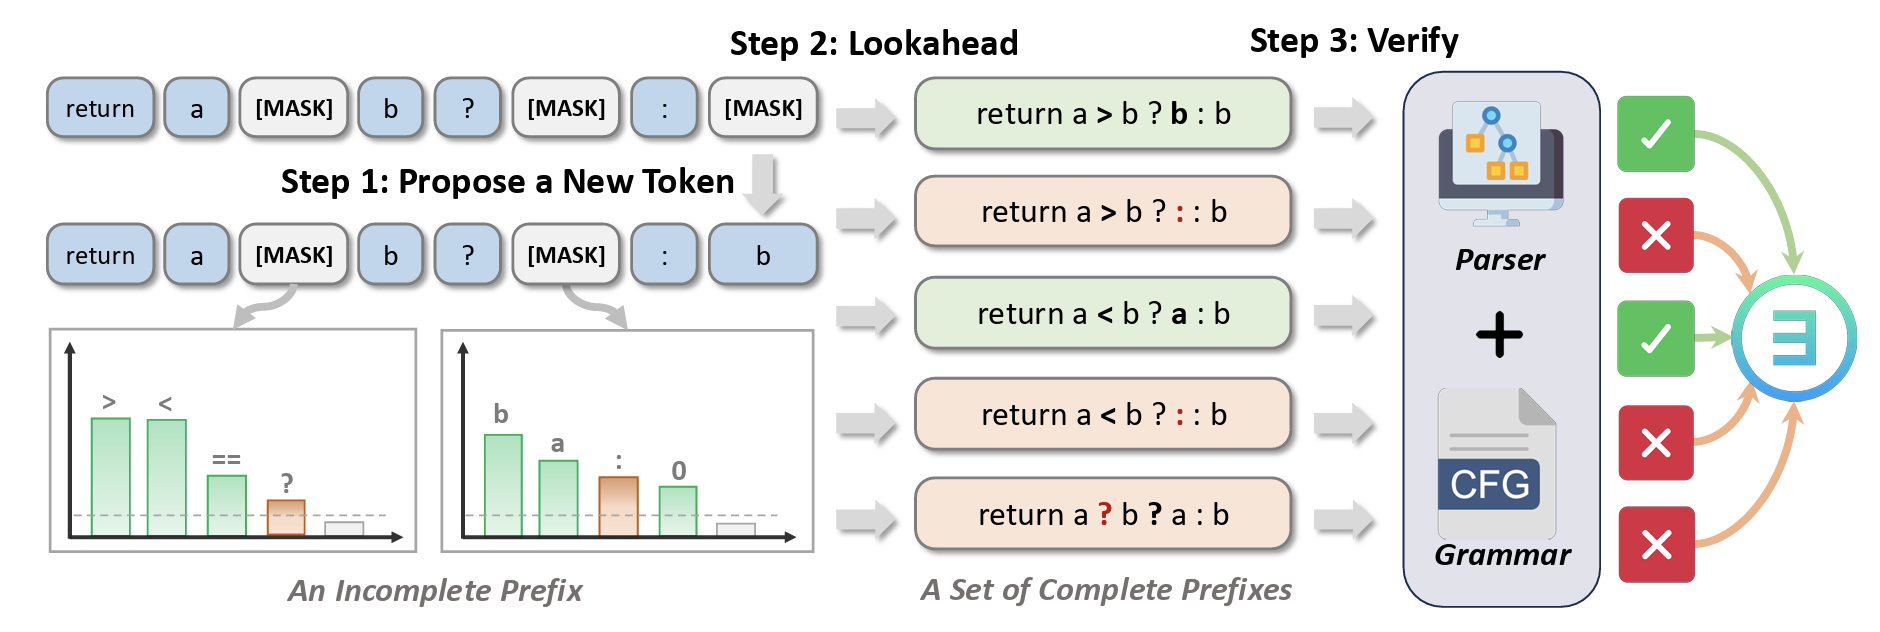 Step 2: Lookahead
Step 3: Verify
return a [MASK] b ? [MASK] : [MASK]
Step 1: Propose a New Token
return a [MASK] b ? [MASK] : b
> < == ?
b a : 0
An Incomplete Prefix
return a > b ? b : b
return a > b ? : : b
return a < b ? a : b
return a < b ? : : b
return a ? b ? a : b
A Set of Complete Prefixes
Parser
+
CFG
Grammar
∃